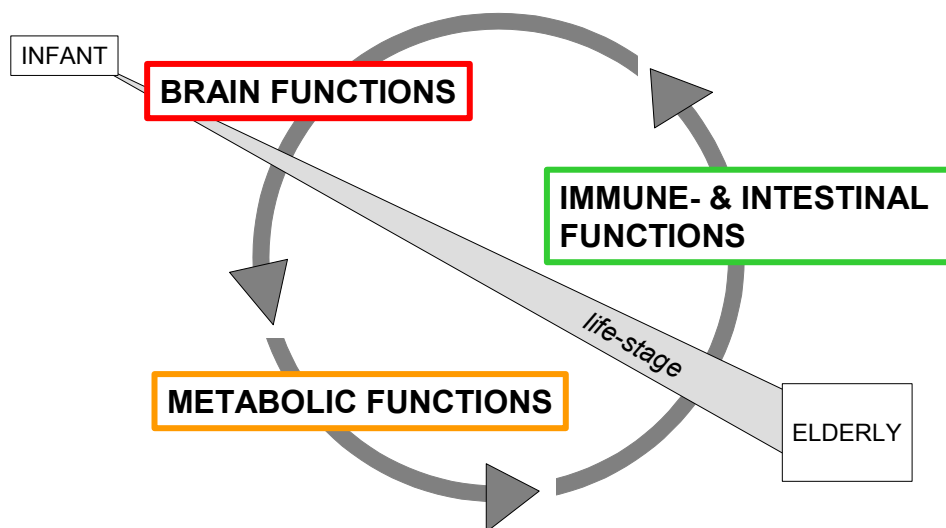 INFANT
BRAIN FUNCTIONS
IMMUNE- & INTESTINAL
FUNCTIONS
life-stage
METABOLIC FUNCTIONS
ELDERLY